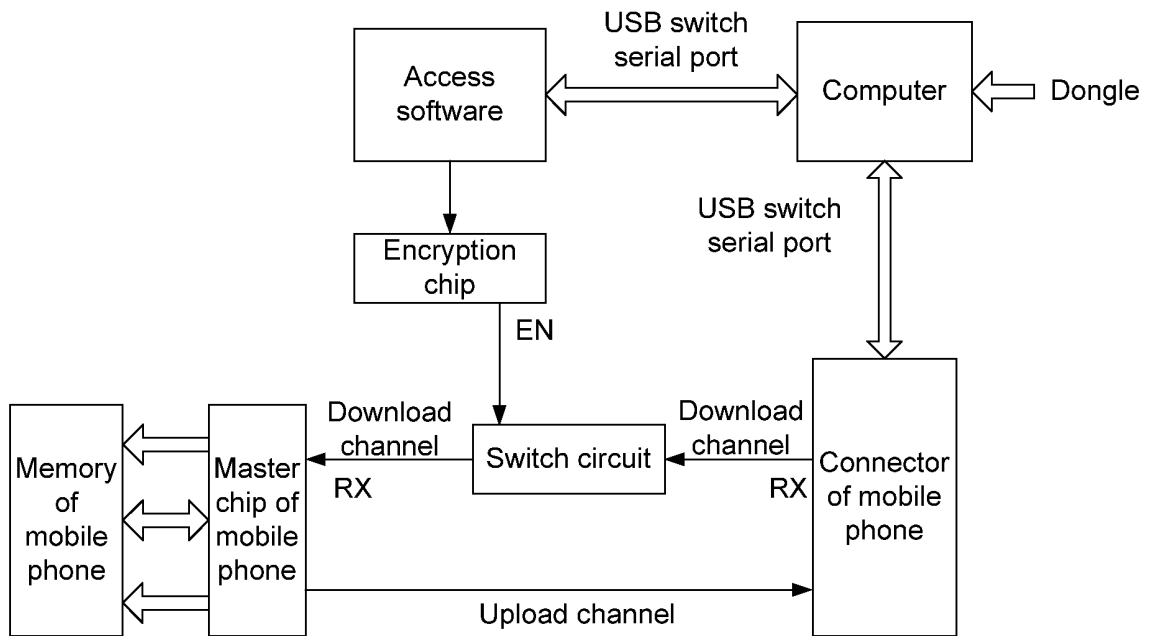 USB switch
serial port
Access
software
Computer
Dongle
USB switch
serial port
Encryption
chip
EN
Download
channel
RX
Switch circuit
Download
channel
RX
Memory
of
mobile
phone
Master
chip of
mobile
phone
Connector
of mobile
phone
Upload channel